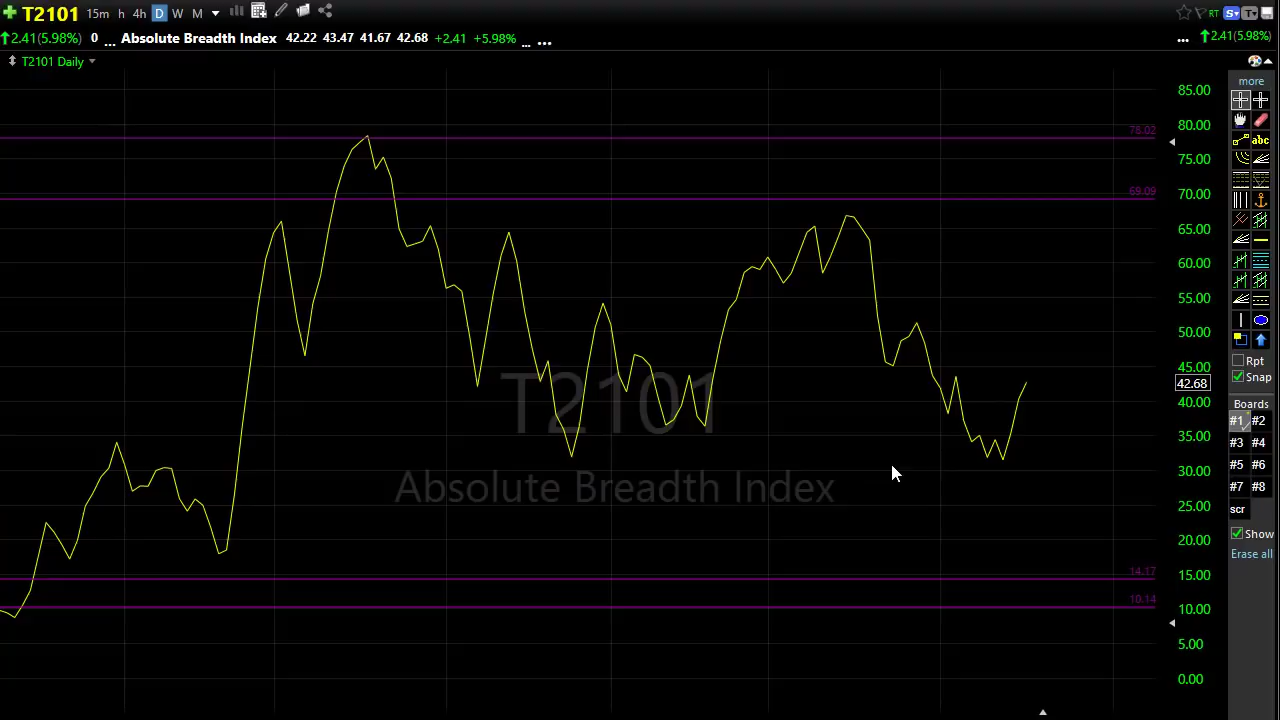 T2101 15m h 4h D W M RT S T
2.41(5.98%) 0 ... Absolute Breadth Index 42.22 43.47 41.67 42.68 +2.41 +5.98% ... ... ... 2.41(5.98%)
T2101 Daily
more
85.00
78.02
80.00
75.00
69.09
70.00
65.00
60.00
55.00
50.00
45.00
42.68
40.00
35.00
30.00
25.00
20.00
14.17
15.00
10.14
10.00
5.00
0.00
T2101
Absolute Breadth Index
abc
Rpt
Snap
Boards
#1 #2
#3 #4
#5 #6
#7 #8
scr
Show
Erase all